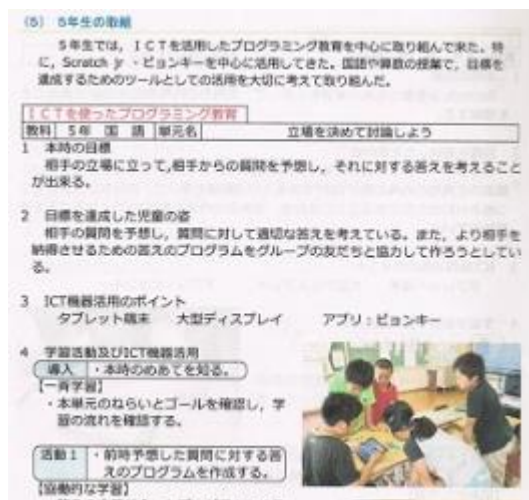 (5) 5年生の取組
5年生では，ICTを活用したプログラミング教育を中心に取り組んで来た。特
に，Scratch jr ・ピョンキーを中心に活用してきた。国語や算数の授業で，目標を
達成するためのツールとしての活用を大切に考えて取り組んだ。
ICTを使ったプログラミング教育
教科 5年 国 語 単元名 立場を決めて討論しよう
1 本時の目標
相手の立場に立って,相手からの質問を予想し，それに対する答えを考えること
が出来る。
2 目標を達成した児童の姿
相手の質問を予想し，質問に対して適切な答えを考えている。また，より相手を
納得させるための答えのプログラムをグループの友だちと協力して作ろうとしてい
る。
3 ICT機器活用のポイント
タブレット端末 大型ディスプレイ アプリ：ピョンキー
4 学習活動及びICT機器活用
導入 ・本時のめあてを知る。
【一斉学習】
・本単元のねらいとゴールを確認し，学
習の流れを確認する。
活動1 ・前時予想した質問に対する答
えのプログラムを作成する。
【協働的な学習】